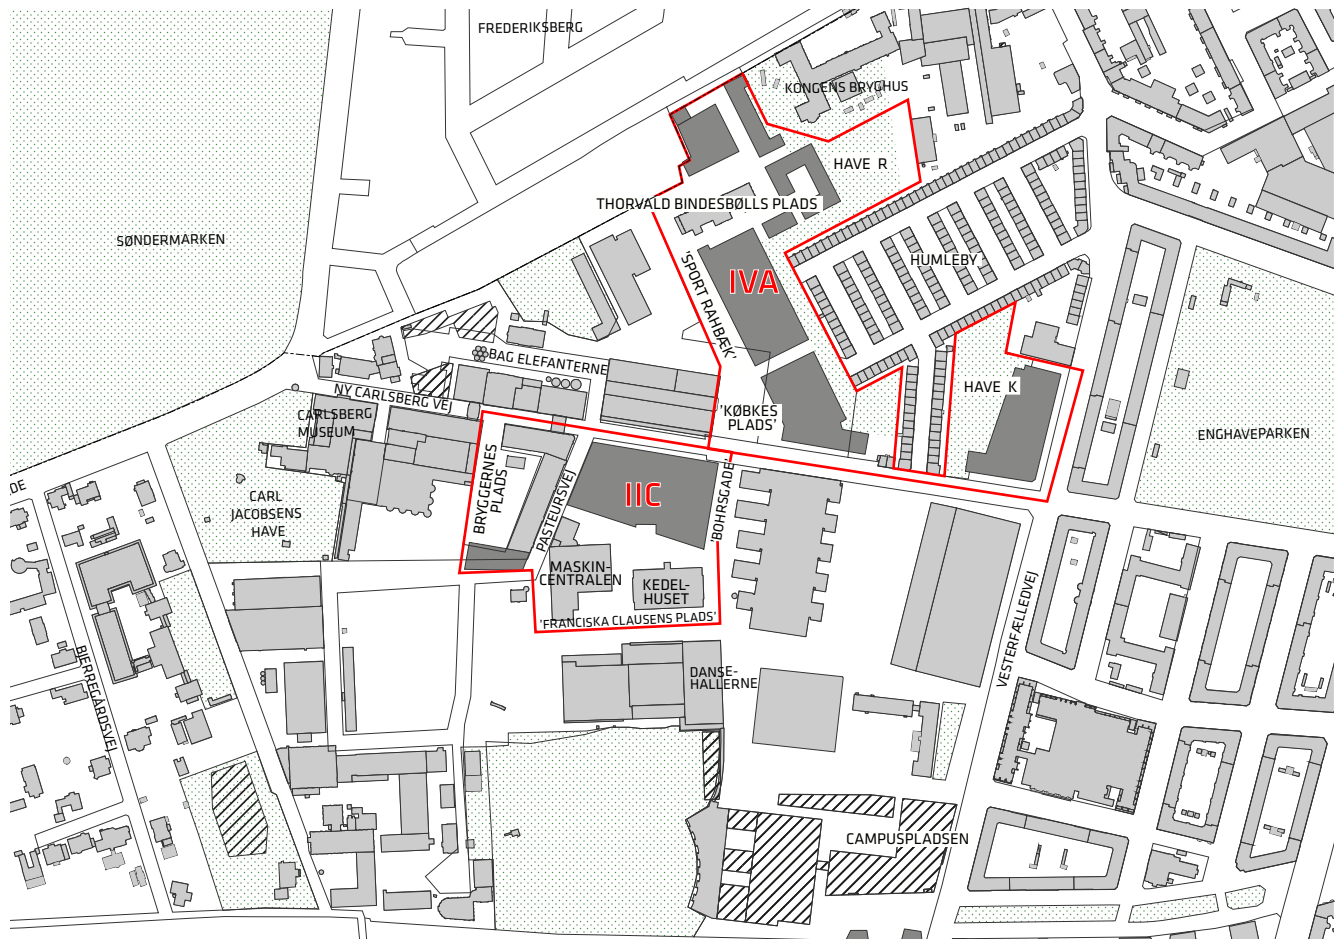 FREDERIKSBERG
KONGENS BRYGHUS
HAVE R
THORVALD BINDESBØLLS PLADS
SØNDERMARKEN
HUMLEBY
IVA
'SPORT RAHBÆK'
BAG ELEFANTERNE
HAVE K
NY CARLSBERG VEJ
CARLSBERG
MUSEUM
'KØBKES
PLADS'
ENGHAVEPARKEN
BRYGGERNES
PLADS
PASTEURSVEJ
IIC
'BOHRSGADE'
DE
CARL
JACOBSENS
HAVE
MASKIN-
CENTRALEN
KEDEL-
HUSET
'FRANCISKA CLAUSENS PLADS'
VESTERFÆLLEDVEJ
BJERREGÅRDSVEJ
DANSE-
HALLERNE
CAMPUSPLADSEN